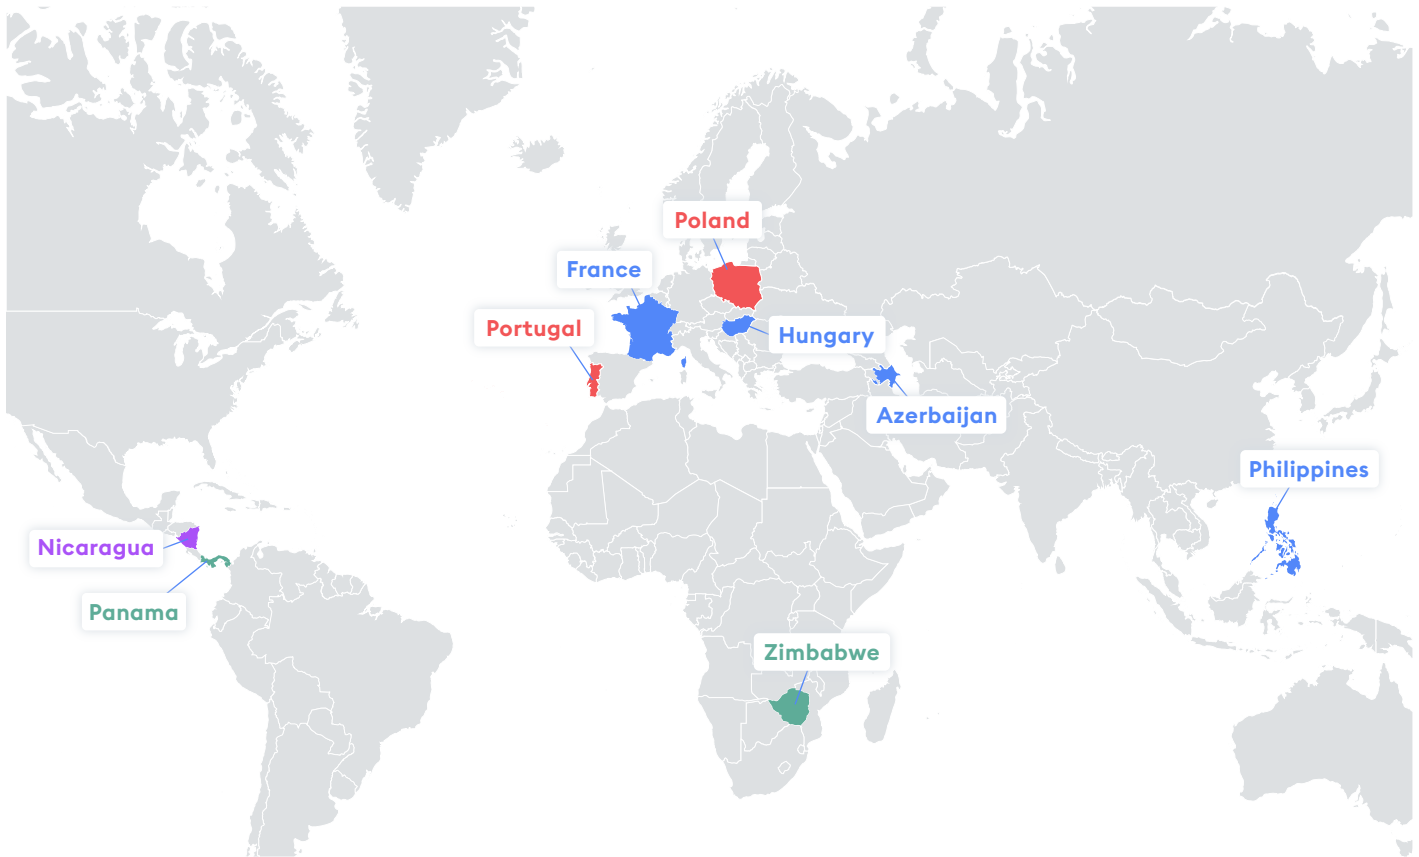 Poland
France
Portugal
Hungary
Azerbaijan
Philippines
Nicaragua
Panama
Zimbabwe